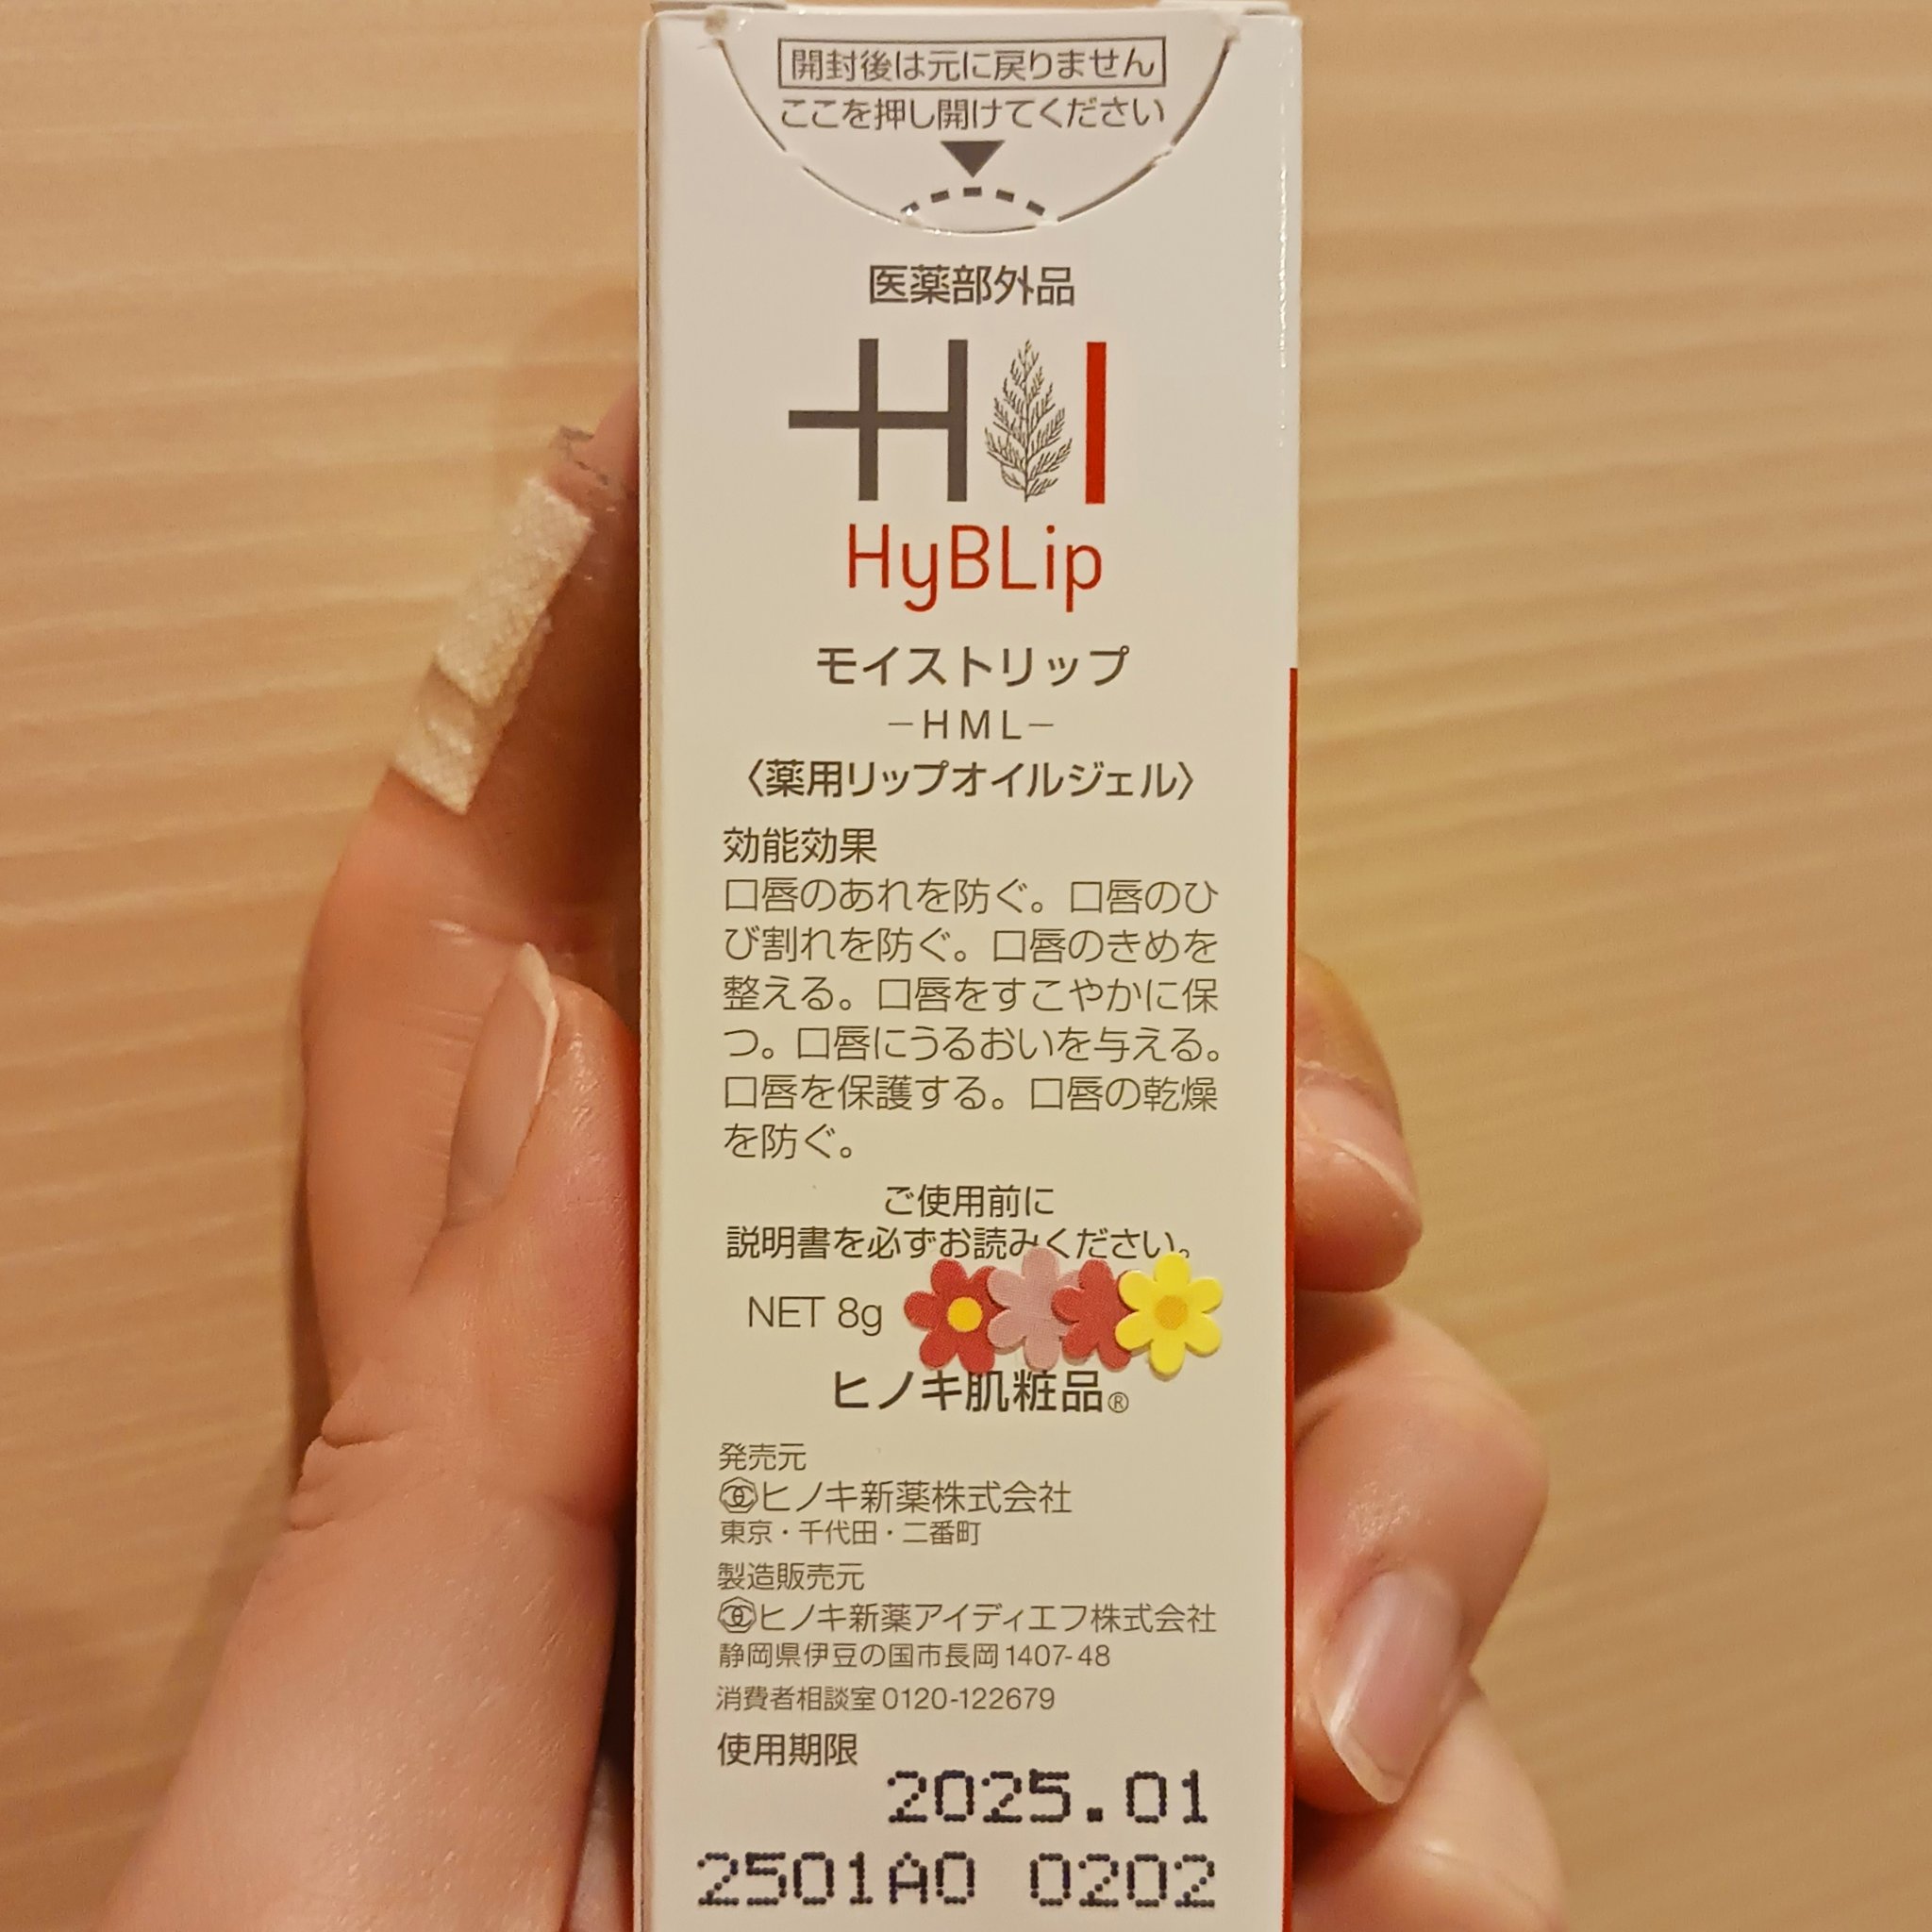 開封後は元に戻りません
ここを押し開けてください
医薬部外品
HI
HyBLip
モイストリップ
－HML－
〈薬用リップオイルジェル〉
効能効果
口唇のあれを防ぐ。口唇のひ
び割れを防ぐ。口唇のきめを
整える。口唇をすこやかに保
つ。口唇にうるおいを与える。
口唇を保護する。口唇の乾燥
を防ぐ。
ご使用前に
説明書を必ずお読みください。
NET 8g
ヒノキ肌粧品®
発売元
ヒノキ新薬株式会社
東京・千代田・二番町
製造販売元
ヒノキ新薬アイディエフ株式会社
静岡県伊豆の国市長岡1407-48
消費者相談室0120-122679
使用期限
2025.01
2501A0 0202